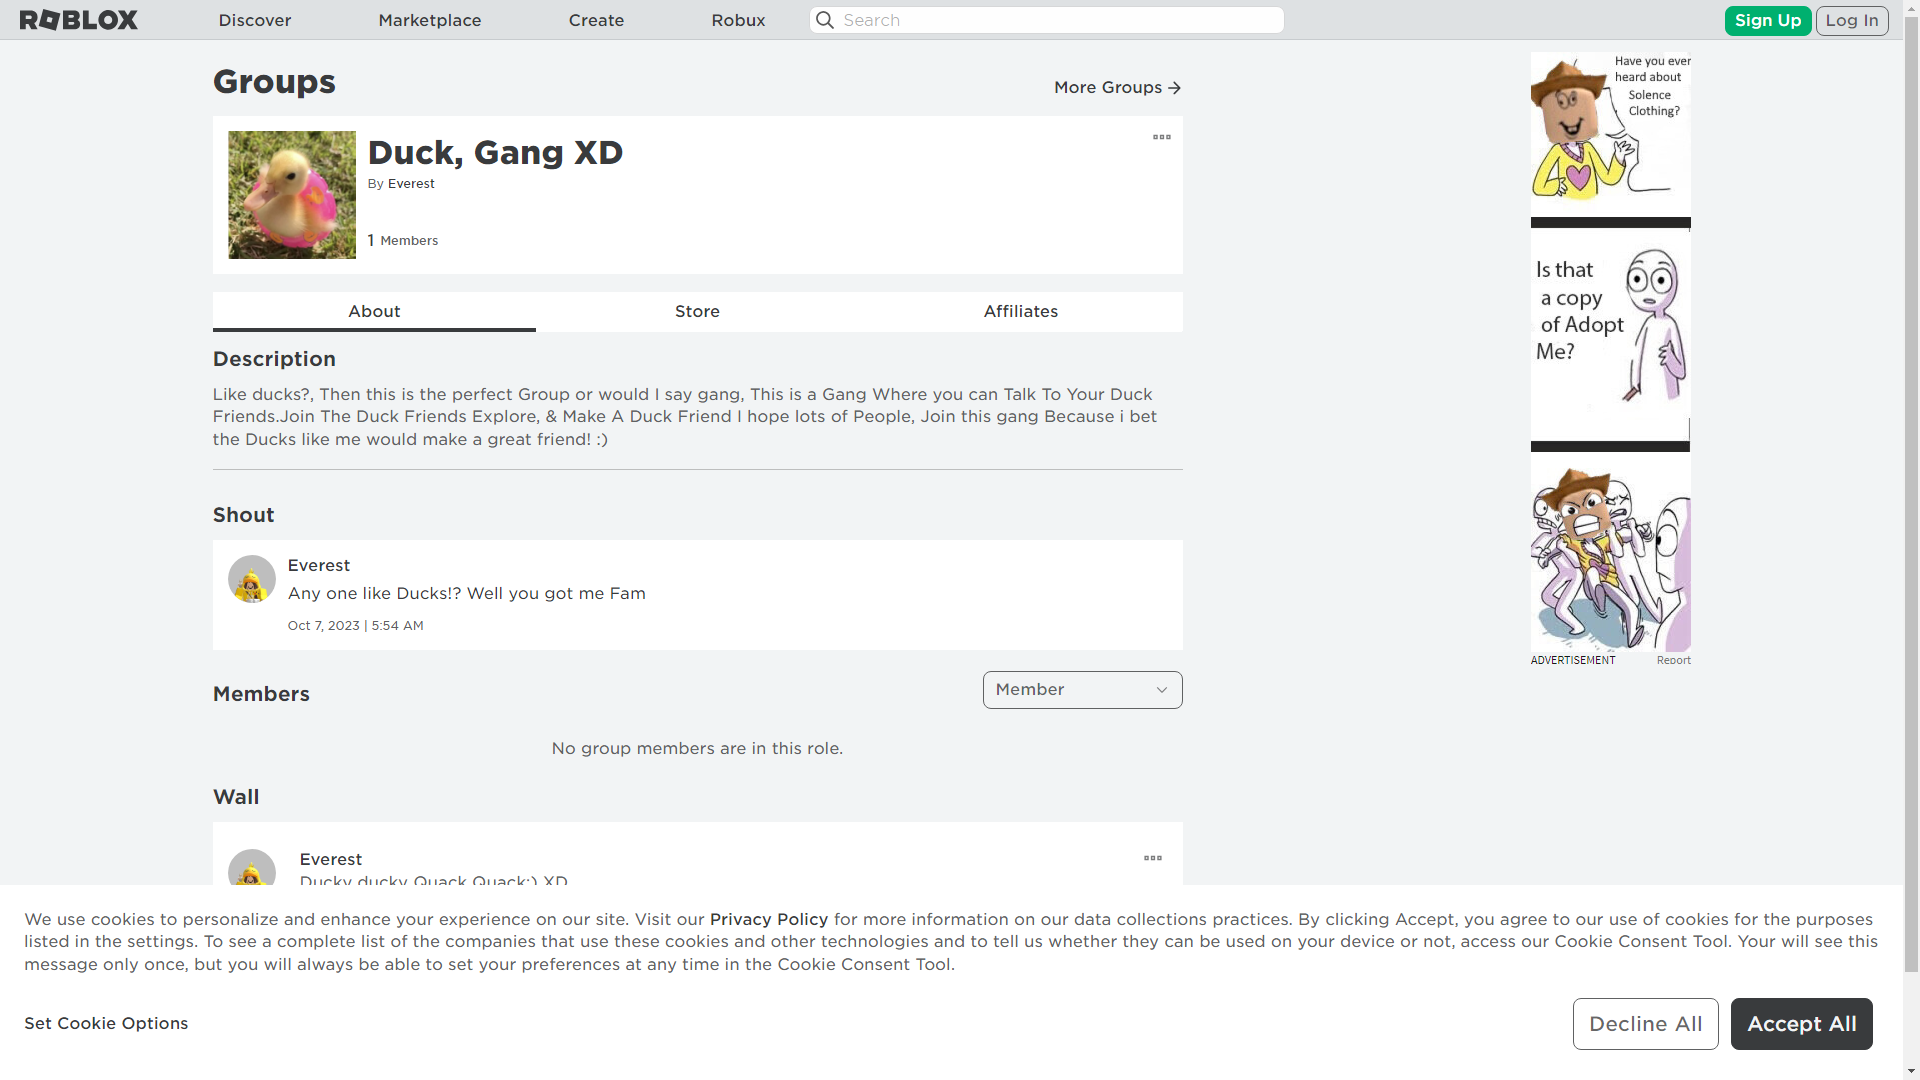 ROBLOX
Discover
Marketplace
Create
Robux
Search
Sign Up
Log In
Groups
More Groups
Duck, Gang XD
By Everest
1 Members
About
Store
Affiliates
Description
Like ducks?, Then this is the perfect Group or would I say gang, This is a Gang Where you can Talk To Your Duck
Friends.Join The Duck Friends Explore, & Make A Duck Friend I hope lots of People, Join this gang Because i bet
the Ducks like me would make a great friend! :)
Shout
Everest
Any one like Ducks!? Well you got me Fam
Oct 7, 2023 | 5:54 AM
Members
Member
No group members are in this role.
Wall
Everest
Ducky ducky Quack Quack:) XD
Have you ever
heard about
Solence
Clothing?
Is that
a copy
of Adopt
Me?
ADVERTISEMENT
Report
We use cookies to personalize and enhance your experience on our site. Visit our Privacy Policy for more information on our data collections practices. By clicking Accept, you agree to our use of cookies for the purposes
listed in the settings. To see a complete list of the companies that use these cookies and other technologies and to tell us whether they can be used on your device or not, access our Cookie Consent Tool. Your will see this
message only once, but you will always be able to set your preferences at any time in the Cookie Consent Tool.
Set Cookie Options
Decline All
Accept All